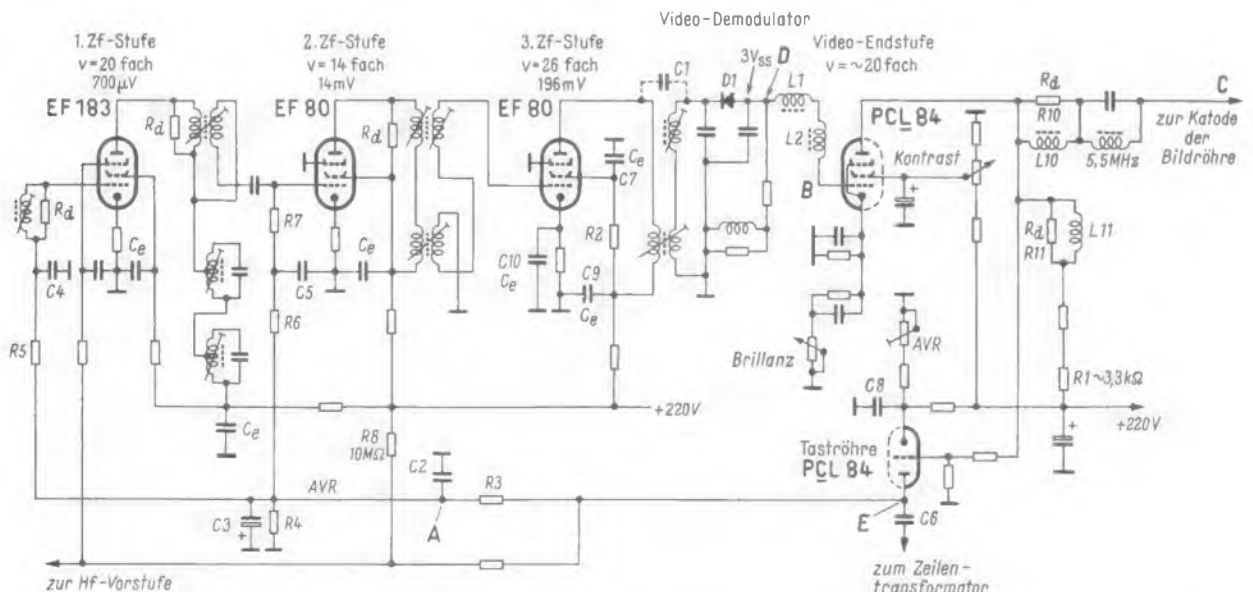 Video-Demodulator
1. Zf-Stufe
v=20 fach
700µV
EF 183
2. Zf-Stufe
v=14 fach
14mV
EF 80
3. Zf-Stufe
v=26 fach
196mV
EF 80
C1
D1
3Vss
D
L1
L2
Video-Endstufe
v=~20fach
PCL 84
Kontrast
Rd
R10
L10
5,5MHz
C
zur Katode
der
Bildröhre
Rd
Rd
Ce
C7
B
Rd
R7
R2
Rd
R11
L11
C4
Ce
C5
Ce
C10
Ce
C9
Ce
R5
R6
Brillanz
AVR
C8
R1~3,3kΩ
+220V
+220V
Ce
R8
10MΩ
C2
Taströhre
PCL 84
AVR
R3
C3
+
R4
A
E
C6
+
+
zur Hf-Vorstufe
zum Zeilen-
transformator